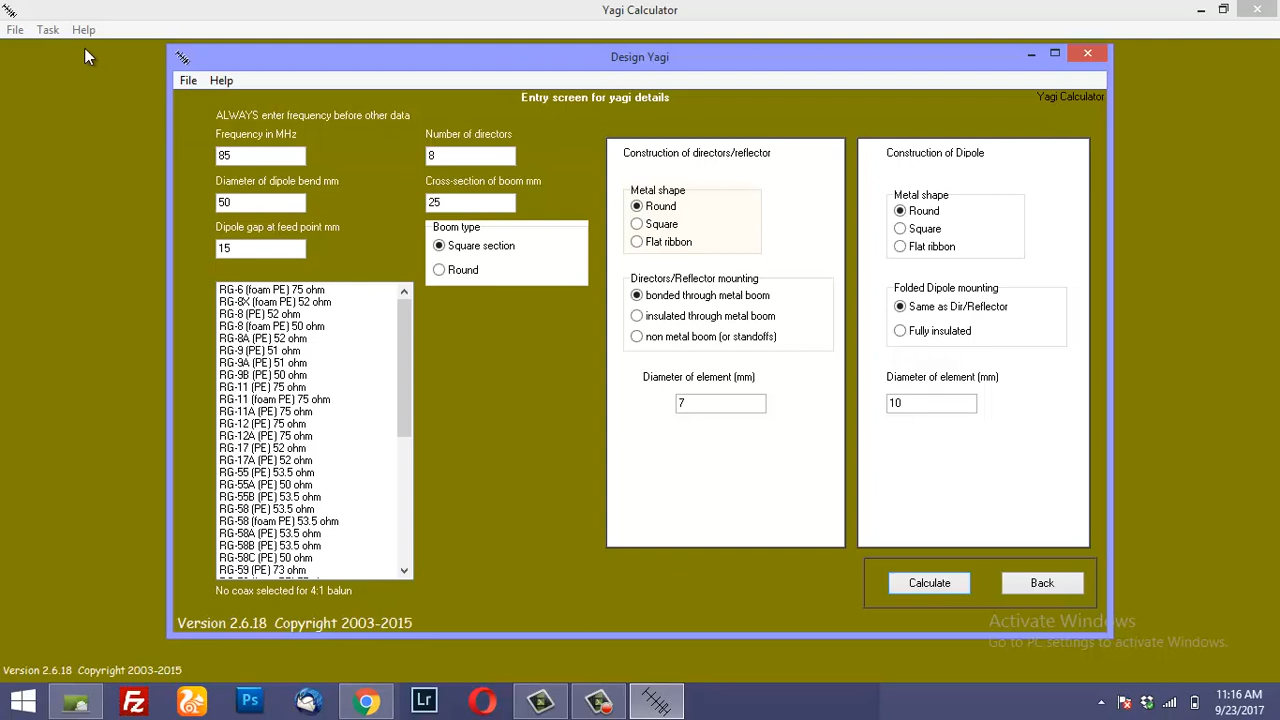 Yagi Calculator
File Task Help
Design Yagi
File Help
Entry screen for yagi details
Yagi Calculator
ALWAYS enter frequency before other data
Frequency in MHz
85
Diameter of dipole bend mm
50
Dipole gap at feed point mm
15
Number of directors
8
Cross-section of boom mm
25
Boom type
Square section
Round
RG-6 (foam PE) 75 ohm
RG-8X (foam PE) 52 ohm
RG-8 (PE) 52 ohm
RG-8 (foam PE) 50 ohm
RG-8A (PE) 52 ohm
RG-9 (PE) 51 ohm
RG-9A (PE) 51 ohm
RG-9B (PE) 50 ohm
RG-11 (PE) 75 ohm
RG-11 (foam PE) 75 ohm
RG-11A (PE) 75 ohm
RG-12 (PE) 75 ohm
RG-12A (PE) 75 ohm
RG-17 (PE) 52 ohm
RG-17A (PE) 52 ohm
RG-55 (PE) 53.5 ohm
RG-55A (PE) 50 ohm
RG-55B (PE) 53.5 ohm
RG-58 (PE) 53.5 ohm
RG-58 (foam PE) 53.5 ohm
RG-58A (PE) 53.5 ohm
RG-58B (PE) 53.5 ohm
RG-58C (PE) 50 ohm
RG-59 (PE) 73 ohm
No coax selected for 4:1 balun
Construction of directors/reflector
Metal shape
Round
Square
Flat ribbon
Directors/Reflector mounting
bonded through metal boom
insulated through metal boom
non metal boom (or standoffs)
Diameter of element (mm)
7
Construction of Dipole
Metal shape
Round
Square
Flat ribbon
Folded Dipole mounting
Same as Dir/Reflector
Fully insulated
Diameter of element (mm)
10
Calculate Back
Version 2.6.18 Copyright 2003-2015
Activate Windows
Go to PC settings to activate Windows.
Version 2.6.18 Copyright 2003-2015
Fz
Ps
Lr
11:16 AM
9/23/2017